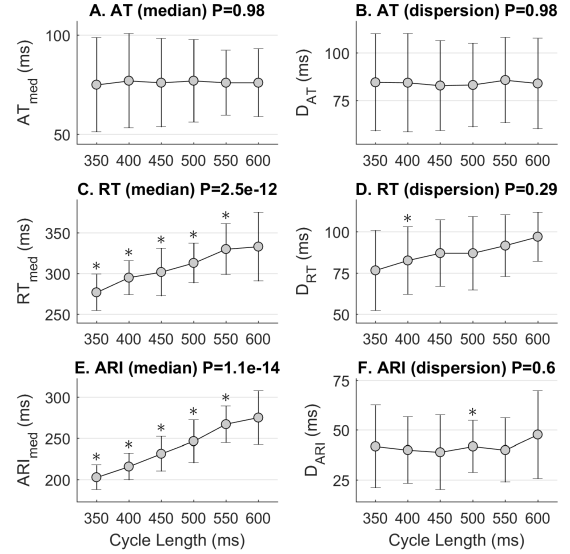 A. AT (median) P=0.98
B. AT (dispersion) P=0.98
100
50
ATmed (ms)
350 400 450 500 550 600
100
75
DAT (ms)
350 400 450 500 550 600
C. RT (median) P=2.5e-12
D. RT (dispersion) P=0.29
350
300
250
RTmed (ms)
* * * * *
350 400 450 500 550 600
100
75
50
DRT (ms)
*
350 400 450 500 550 600
E. ARI (median) P=1.1e-14
F. ARI (dispersion) P=0.6
300
250
200
ARImed (ms)
* * * * *
350 400 450 500 550 600
Cycle Length (ms)
75
50
25
DARI (ms)
*
350 400 450 500 550 600
Cycle Length (ms)